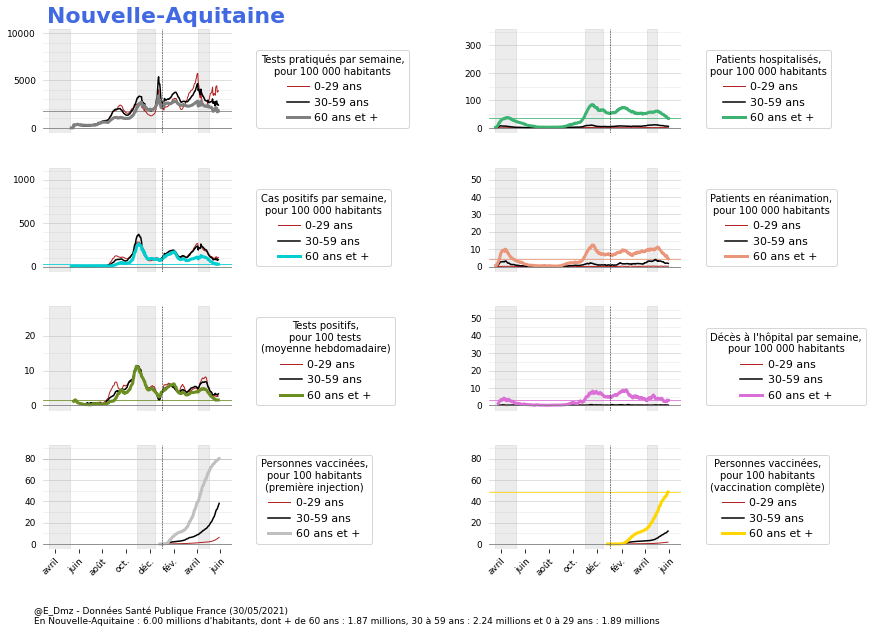 Nouvelle-Aquitaine
10000
5000
0
Tests pratiqués par semaine,
pour 100 000 habitants
0-29 ans
30-59 ans
60 ans et +
300
200
100
0
Patients hospitalisés,
pour 100 000 habitants
0-29 ans
30-59 ans
60 ans et +
1000
500
0
Cas positifs par semaine,
pour 100 000 habitants
0-29 ans
30-59 ans
60 ans et +
50
40
30
20
10
0
Patients en réanimation,
pour 100 000 habitants
0-29 ans
30-59 ans
60 ans et +
20
10
0
Tests positifs,
pour 100 tests
(moyenne hebdomadaire)
0-29 ans
30-59 ans
60 ans et +
50
40
30
20
10
0
Décès à l'hôpital par semaine,
pour 100 000 habitants
0-29 ans
30-59 ans
60 ans et +
80
60
40
20
0
avril
juin
août
oct.
déc.
fév.
avril
juin
Personnes vaccinées,
pour 100 habitants
(première injection)
0-29 ans
30-59 ans
60 ans et +
80
60
40
20
0
avril
juin
août
oct.
déc.
fév.
avril
juin
Personnes vaccinées,
pour 100 habitants
(vaccination complète)
0-29 ans
30-59 ans
60 ans et +
@E_Dmz - Données Santé Publique France (30/05/2021)
En Nouvelle-Aquitaine : 6.00 millions d'habitants, dont + de 60 ans : 1.87 millions, 30 à 59 ans : 2.24 millions et 0 à 29 ans : 1.89 millions